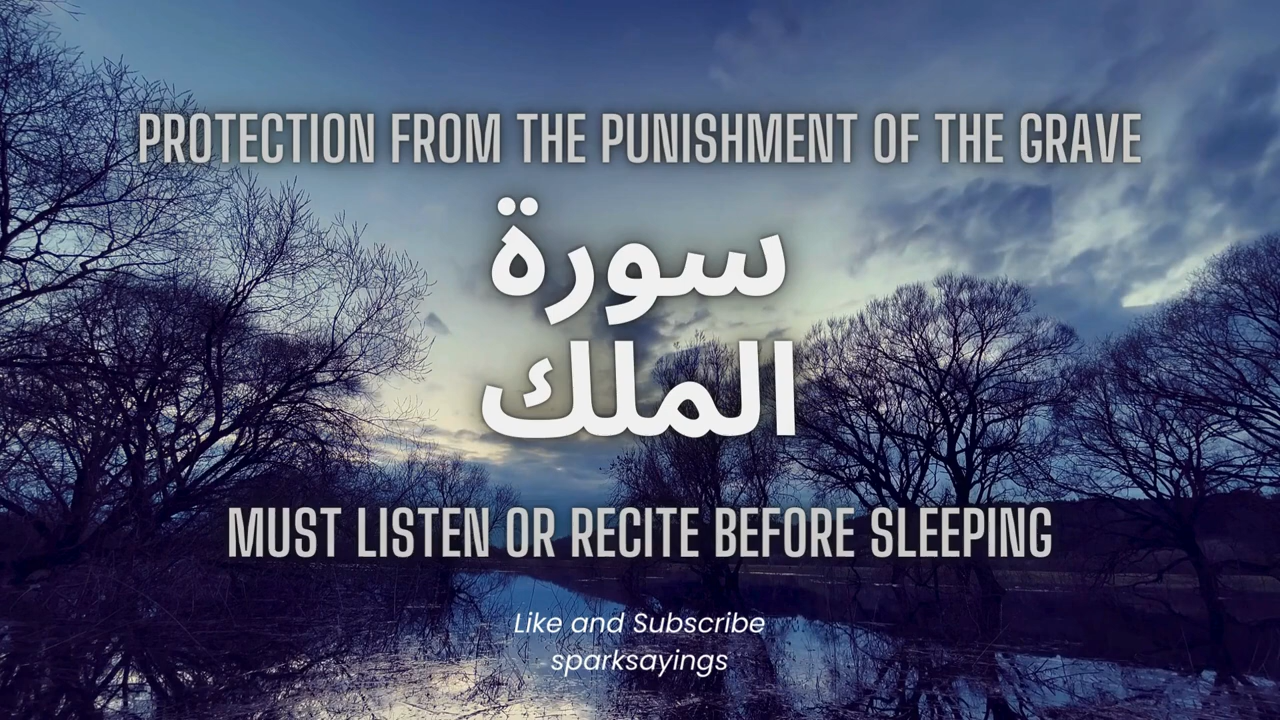 PROTECTION FROM THE PUNISHMENT OF THE GRAVE
سورة
الملك
MUST LISTEN OR RECITE BEFORE SLEEPING
Like and Subscribe
sparksayings